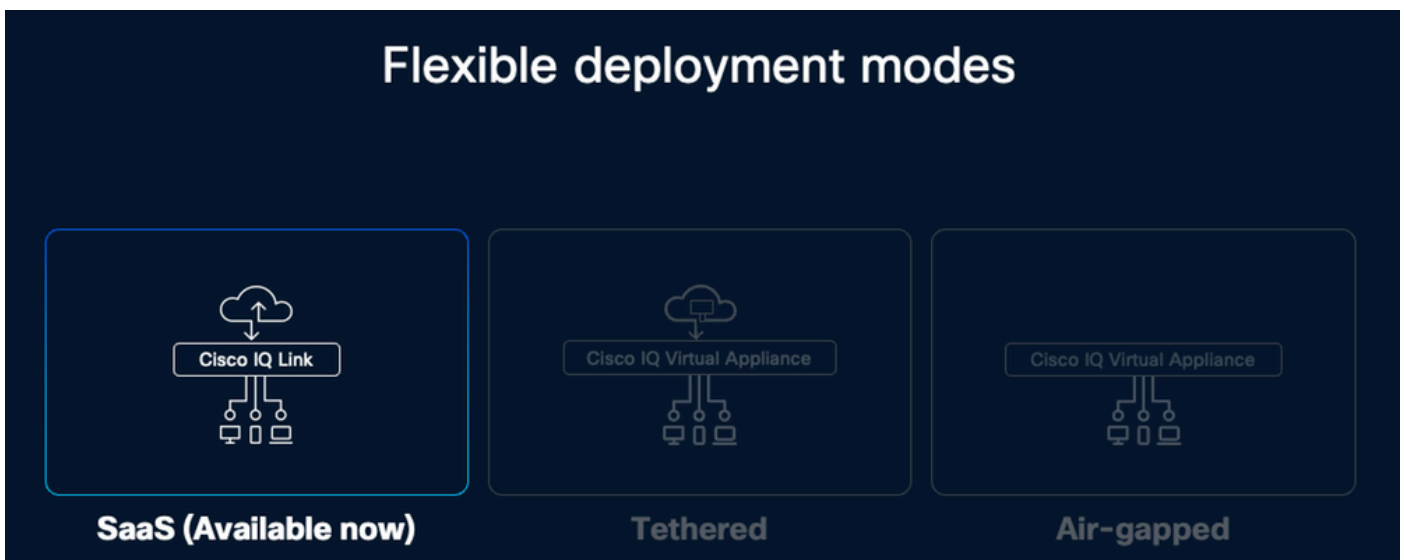 Flexible deployment modes
Cisco IQ Link
Cisco IQ Virtual Appliance
Cisco IQ Virtual Appliance
SaaS (Available now)
Tethered
Air-gapped